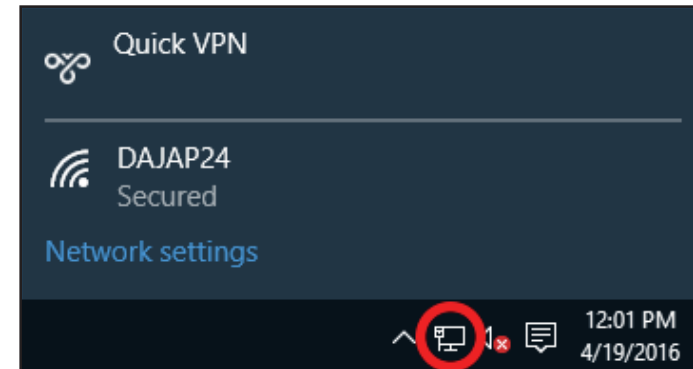 Quick VPN
DAJAP24
Secured
Network settings
12:01 PM
4/19/2016